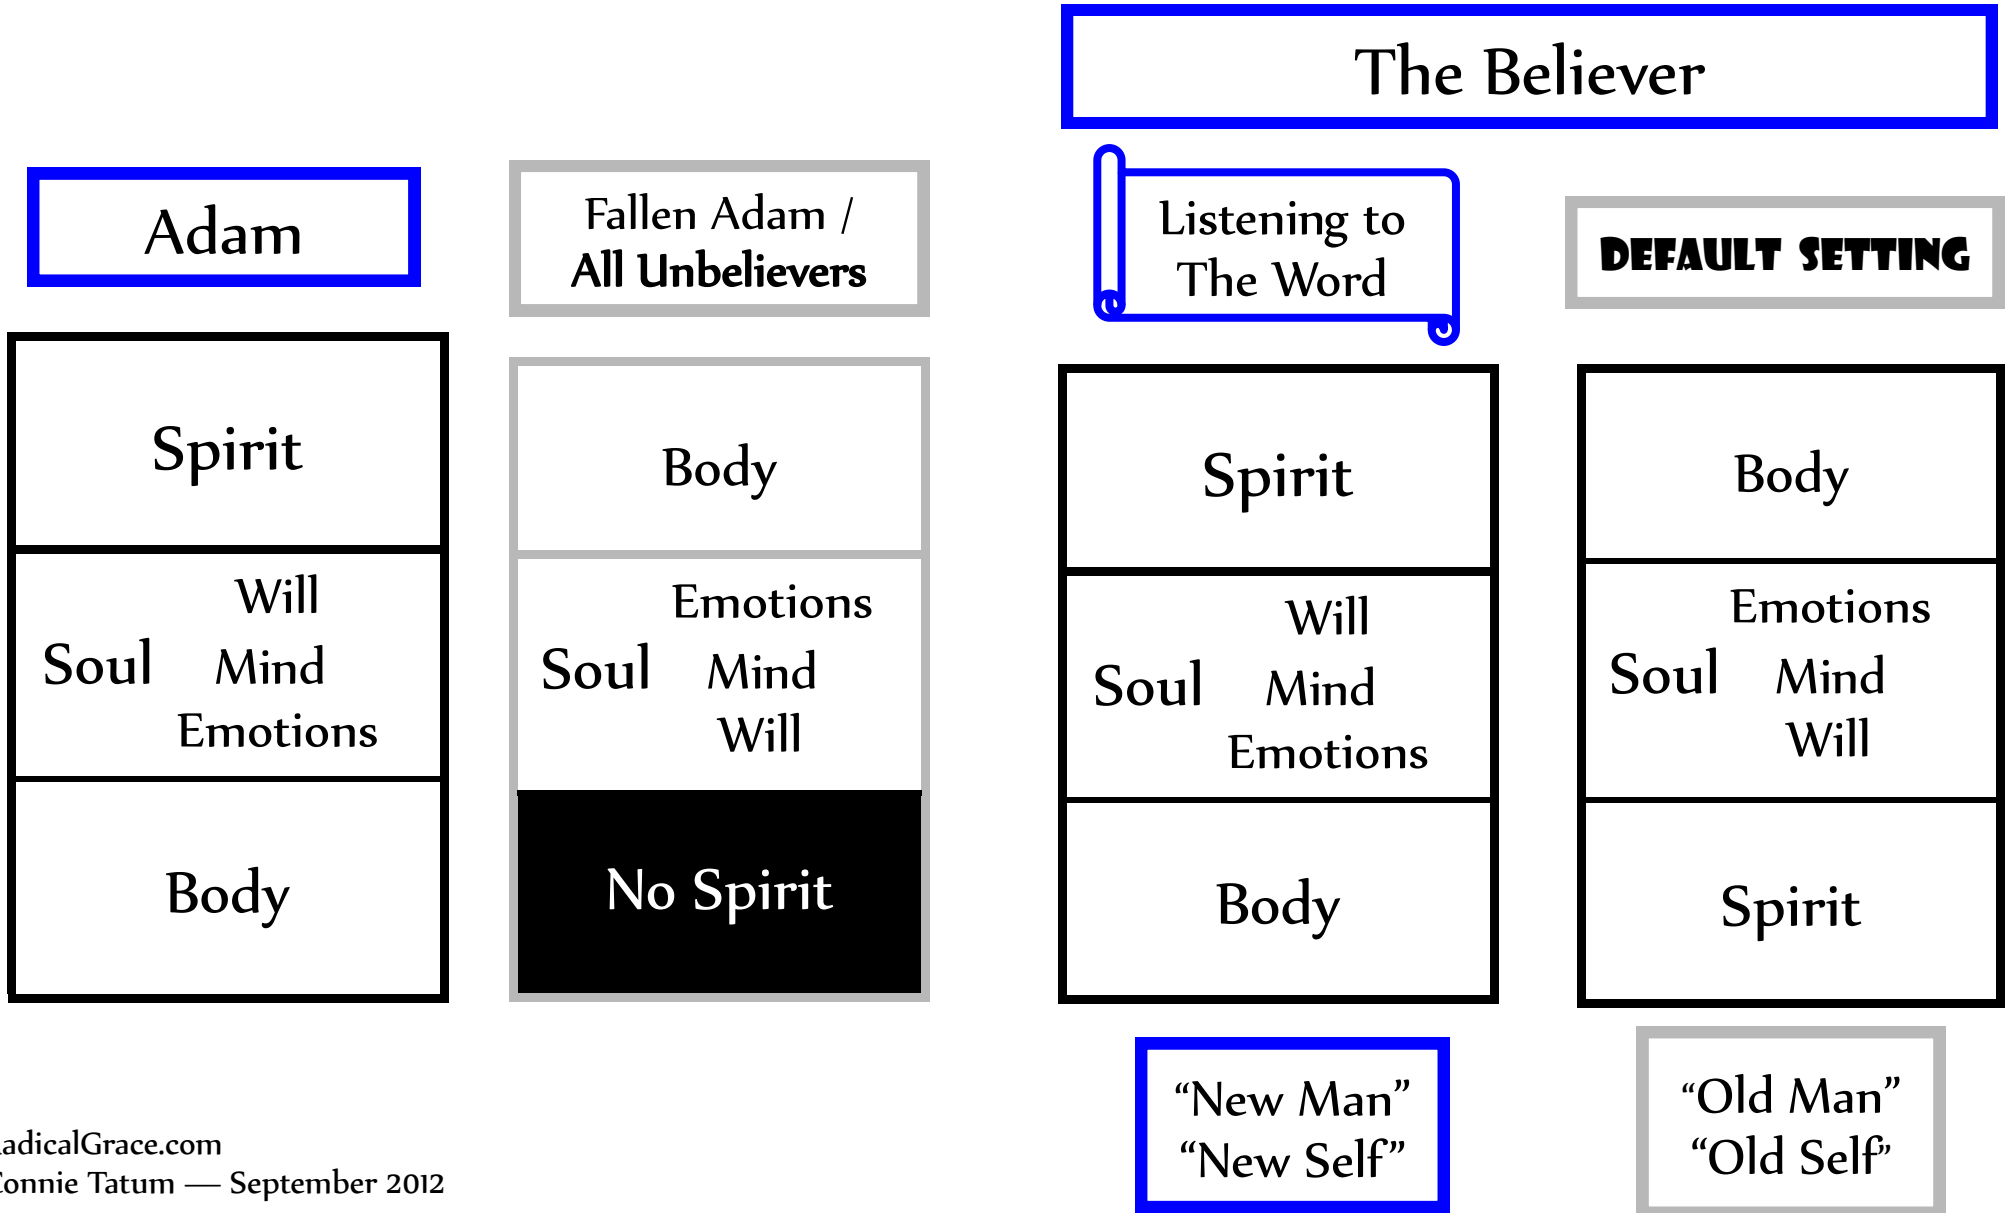 The Believer
Adam
Fallen Adam /
All Unbelievers
Listening to
The Word
DEFAULT SETTING
Spirit
Will
Soul Mind
Emotions
Body
Body
Emotions
Soul Mind
Will
No Spirit
Spirit
Will
Soul Mind
Emotions
Body
Body
Emotions
Soul Mind
Will
Spirit
“New Man”
“New Self”
“Old Man”
“Old Self”
adicalGrace.com
Connie Tatum — September 2012